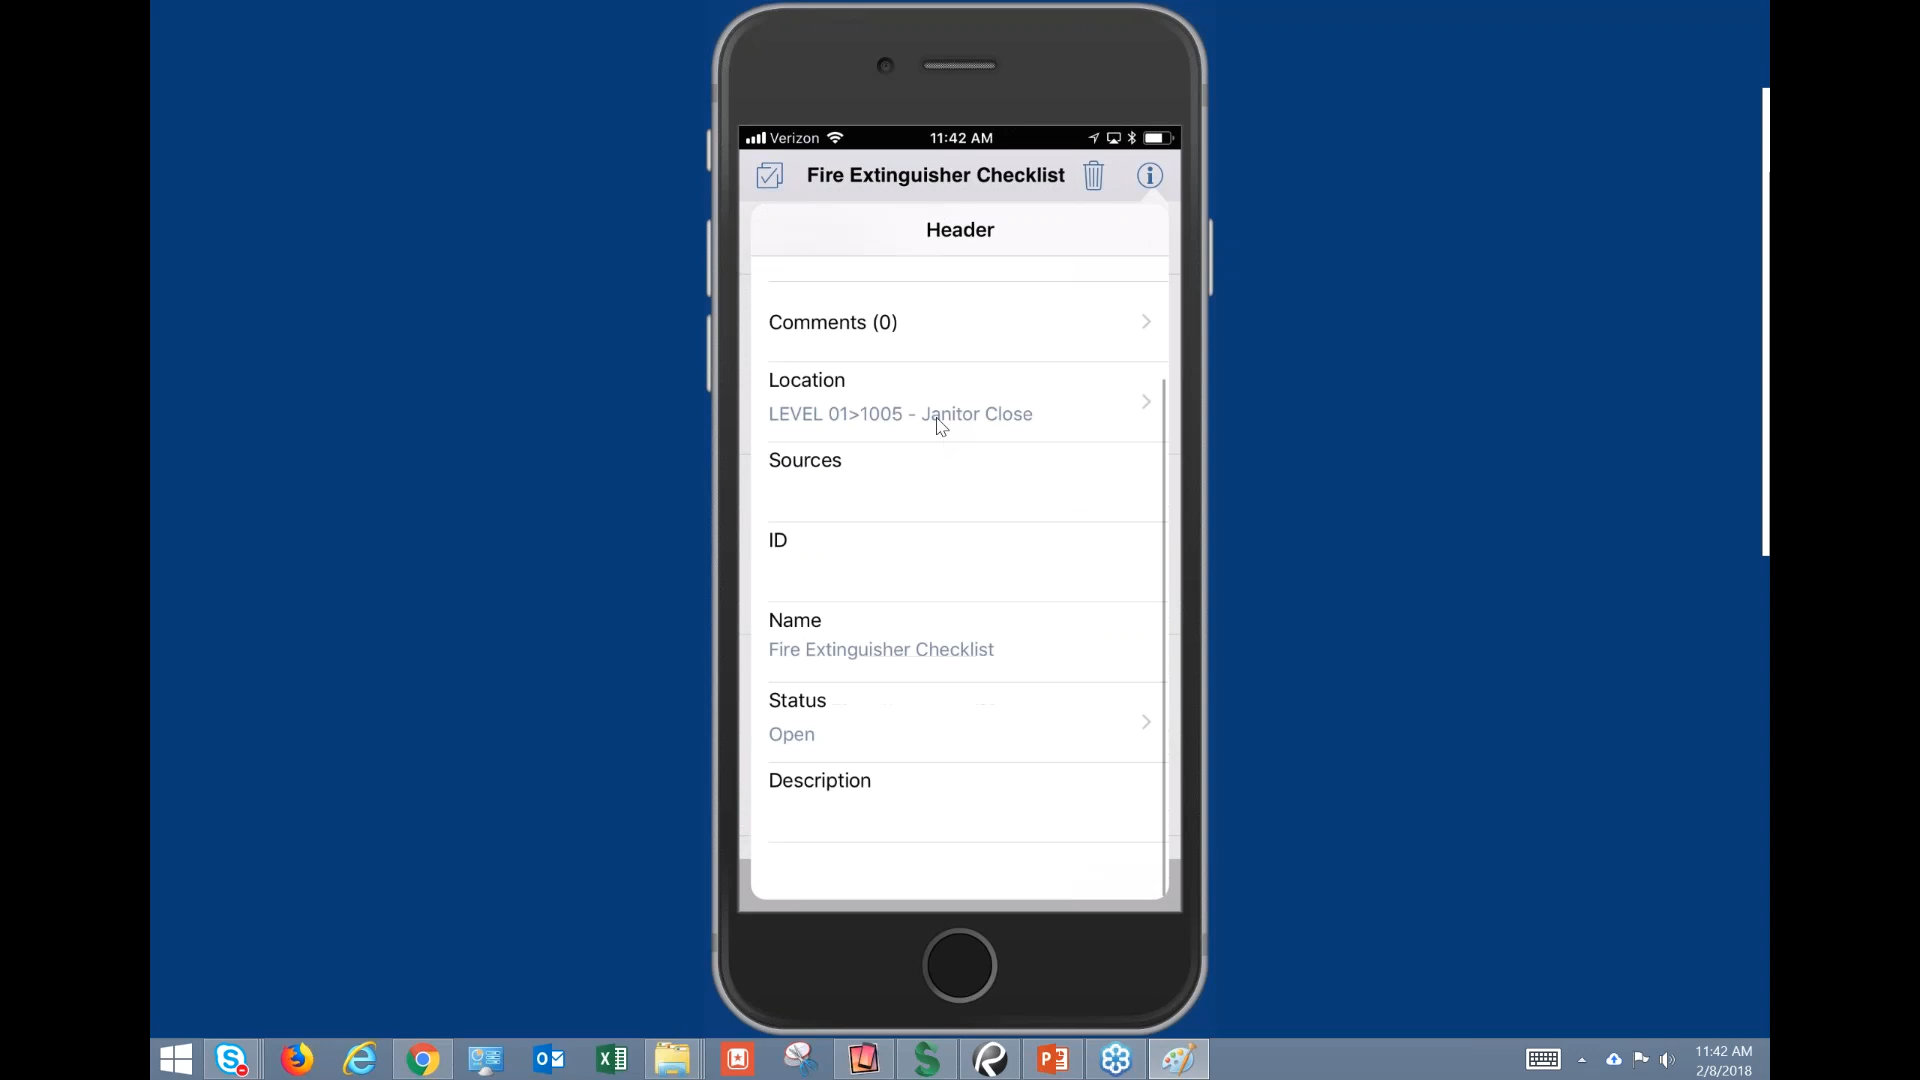 Verizon 11:42 AM
Fire Extinguisher Checklist
Header
Comments (0)
Location
LEVEL 01>1005 - Janitor Close
Sources
ID
Name
Fire Extinguisher Checklist
Status
Open
Description
11:42 AM
2/8/2018